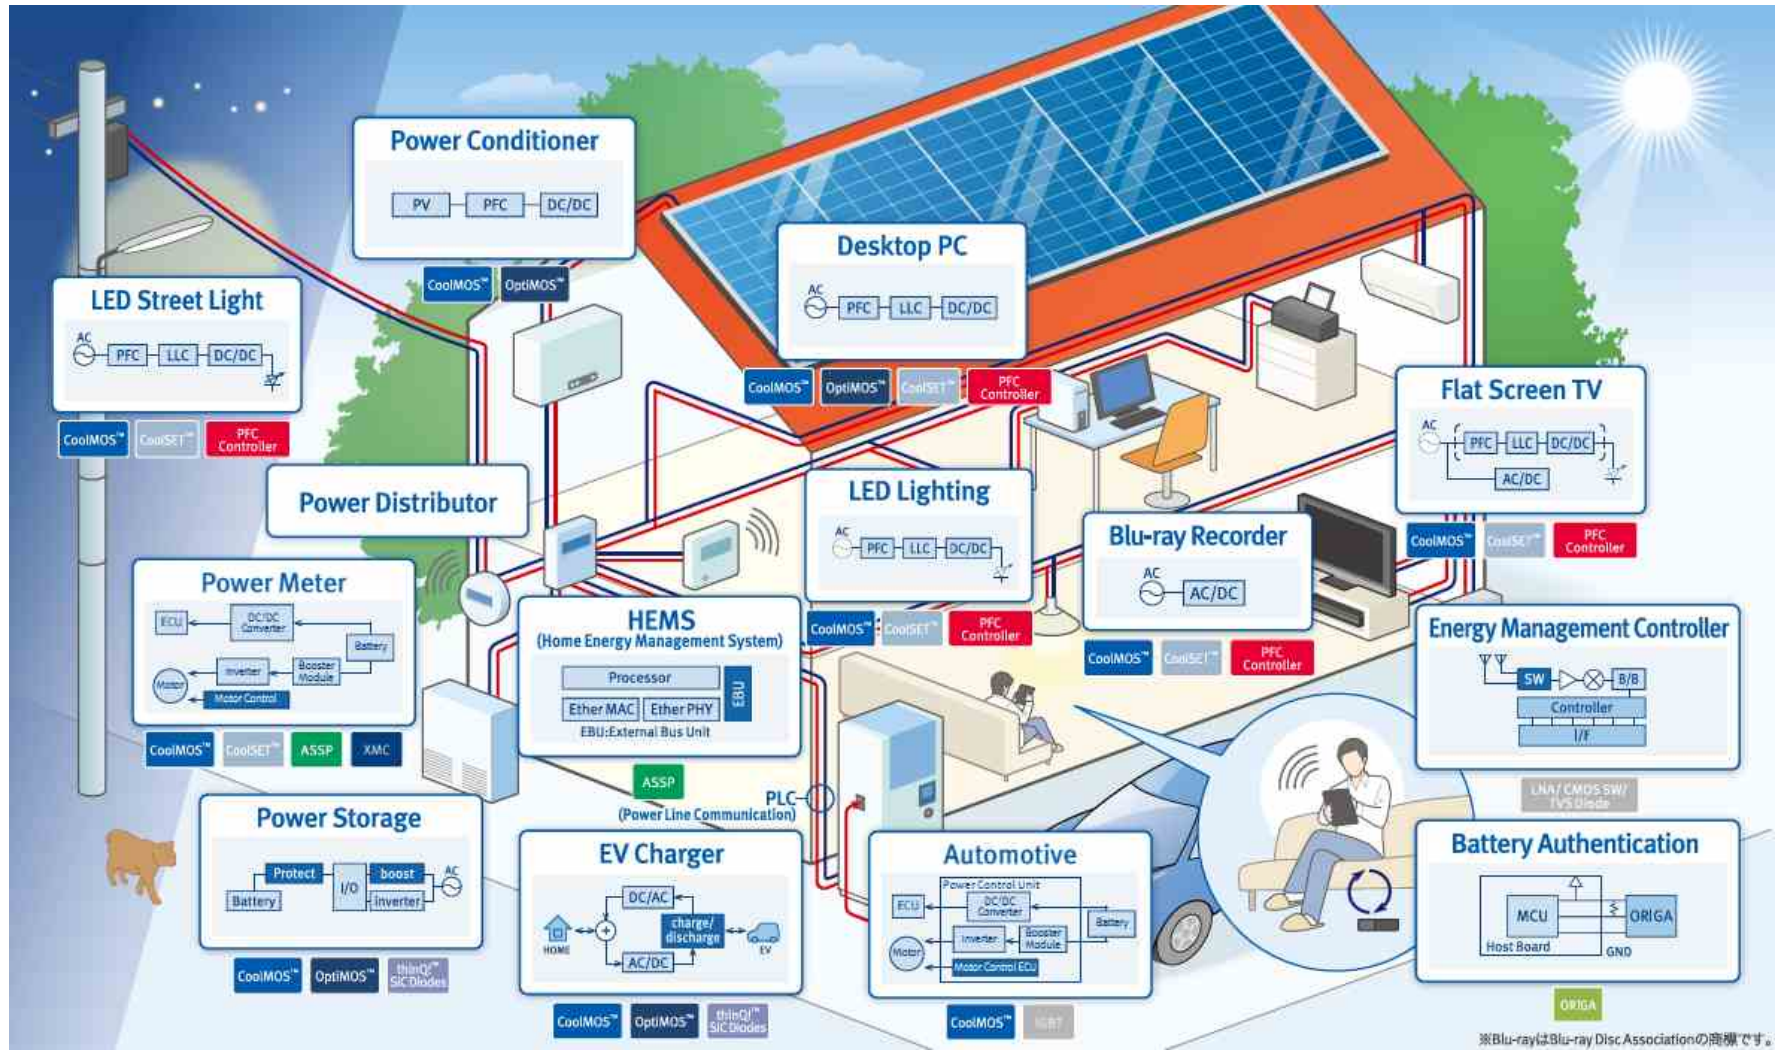 Power Conditioner
PV
PFC
DC/DC
CoolMOS™
OptiMOS™
Desktop PC
AC
PFC
LLC
DC/DC
CoolMOS™
OptiMOS™
CoolSET™
PFC
Controller
LED Street Light
AC
PFC
LLC
DC/DC
CoolMOS™
CoolSET™
PFC
Controller
Flat Screen TV
AC
PFC
LLC
DC/DC
AC/DC
CoolMOS™
CoolSET™
PFC
Controller
Power Distributor
LED Lighting
AC
PFC
LLC
DC/DC
CoolMOS™
CoolSET™
PFC
Controller
Blu-ray Recorder
AC
AC/DC
CoolMOS™
CoolSET™
PFC
Controller
Power Meter
ECU
DC/DC
Converter
Battery
Inverter
Booster
Module
Motor
Motor Control
CoolMOS™
CoolSET™
ASSP
XMC
HEMS
(Home Energy Management System)
Processor
Ether MAC
Ether PHY
EBU
EBU:External Bus Unit
ASSP
PLC
(Power Line Communication)
Energy Management Controller
SW
B/B
Controller
I/F
LNA/ CMOS SW/
TVS Diode
Power Storage
Protect
boost
AC
I/O
Battery
inverter
CoolMOS™
OptiMOS™
thinQ!™
SiC Diodes
EV Charger
DC/AC
charge/
discharge
HOME
EV
AC/DC
CoolMOS™
OptiMOS™
thinQ!™
SiC Diodes
Automotive
Power Control Unit
ECU
DC/DC
Converter
Battery
Inverter
Booster
Module
Motor
Motor Control ECU
CoolMOS™
IGBT
Battery Authentication
MCU
ORIGA
Host Board
GND
ORIGA
※Blu-rayはBlu-ray Disc Associationの商標です。